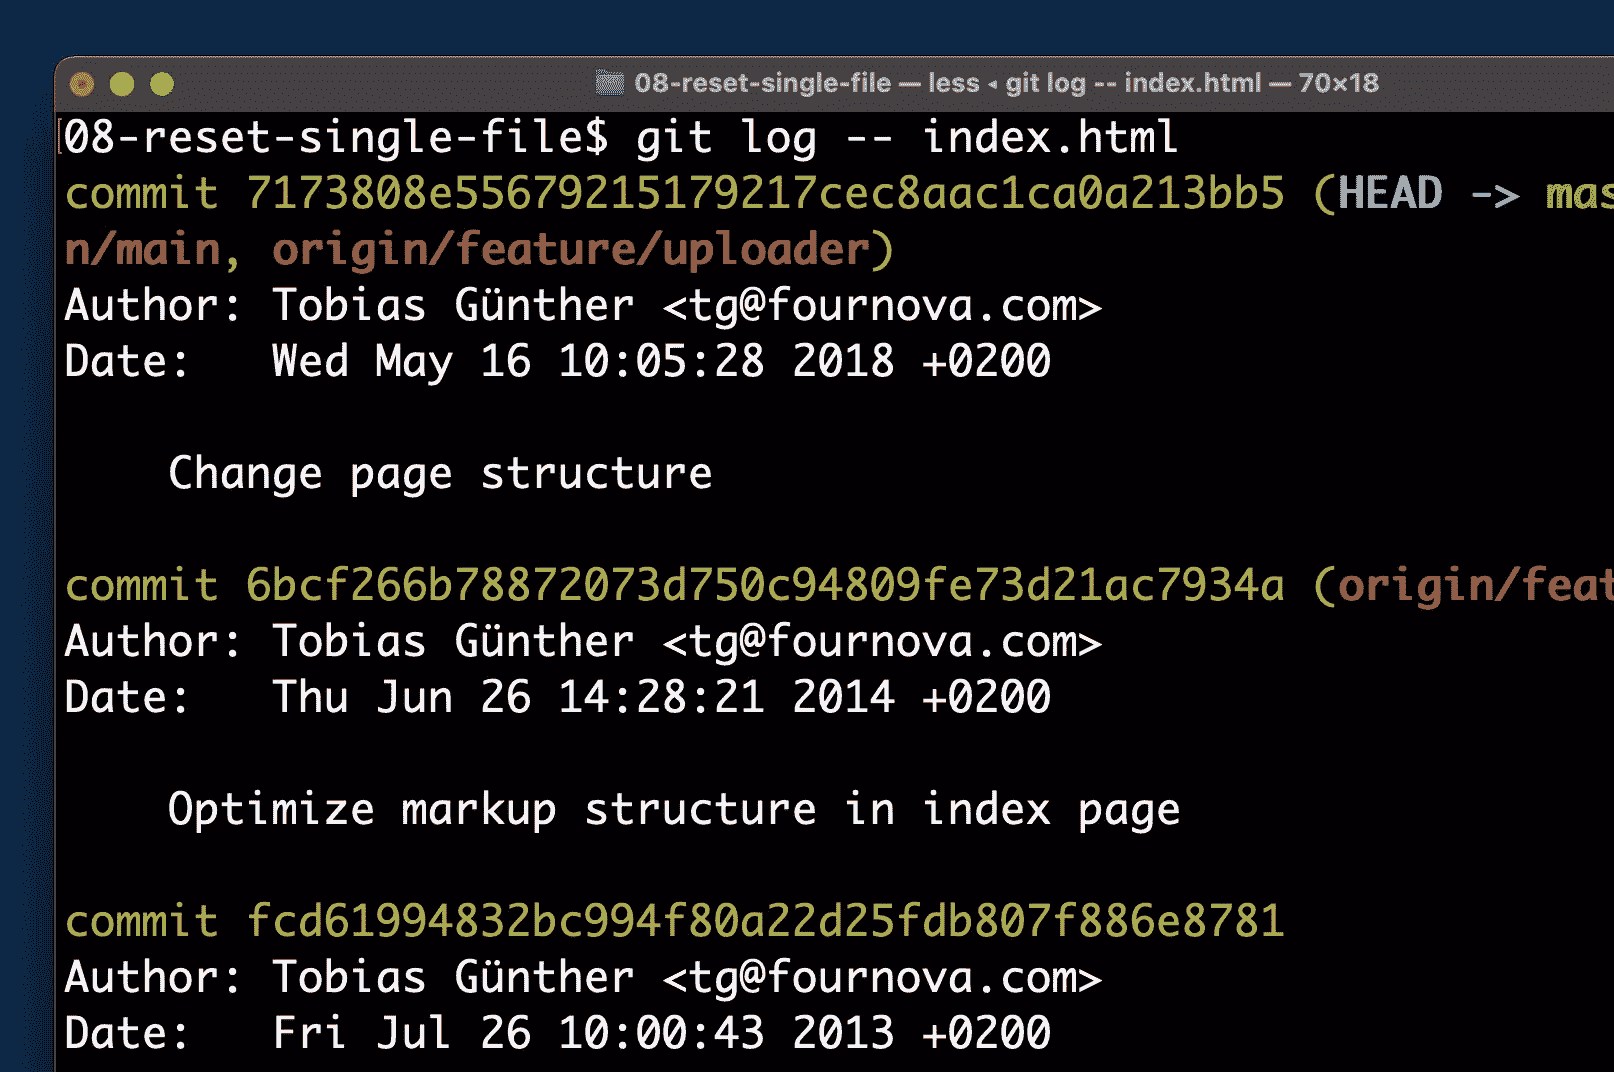 08-reset-single-file — less ◂ git log -- index.html — 70×18
08-reset-single-file$ git log -- index.html
commit 7173808e55679215179217cec8aac1ca0a213bb5 (HEAD -> mas
n/main, origin/feature/uploader)
Author: Tobias Günther <tg@fournova.com>
Date:   Wed May 16 10:05:28 2018 +0200
Change page structure
commit 6bcf266b78872073d750c94809fe73d21ac7934a (origin/feat
Author: Tobias Günther <tg@fournova.com>
Date:   Thu Jun 26 14:28:21 2014 +0200
Optimize markup structure in index page
commit fcd61994832bc994f80a22d25fdb807f886e8781
Author: Tobias Günther <tg@fournova.com>
Date:   Fri Jul 26 10:00:43 2013 +0200